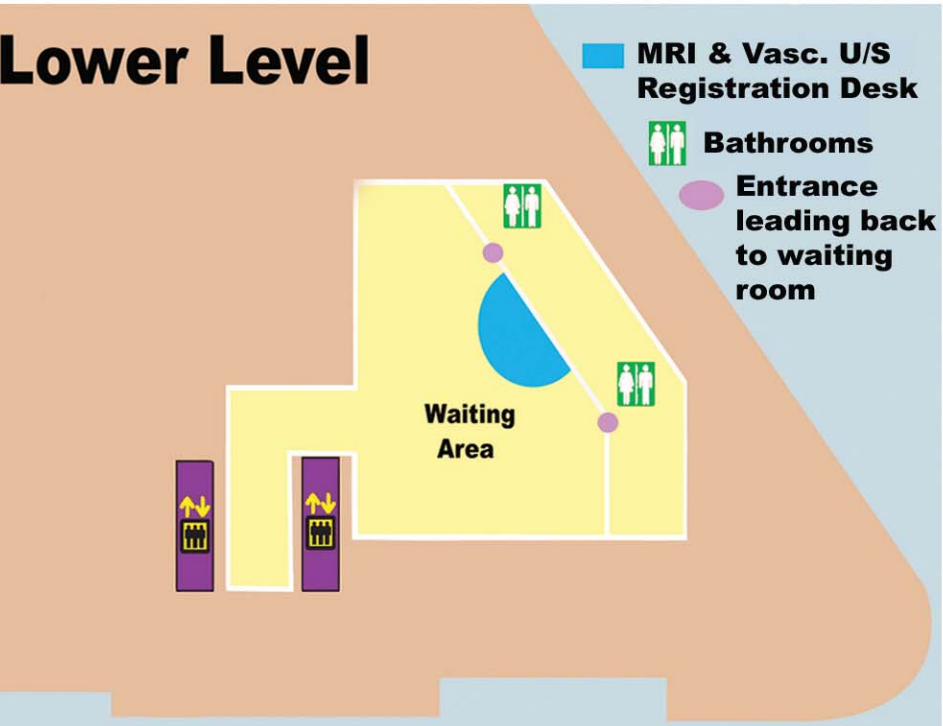 Lower Level
MRI & Vasc. U/S
Registration Desk
Bathrooms
Entrance
leading back
to waiting
room
Waiting
Area